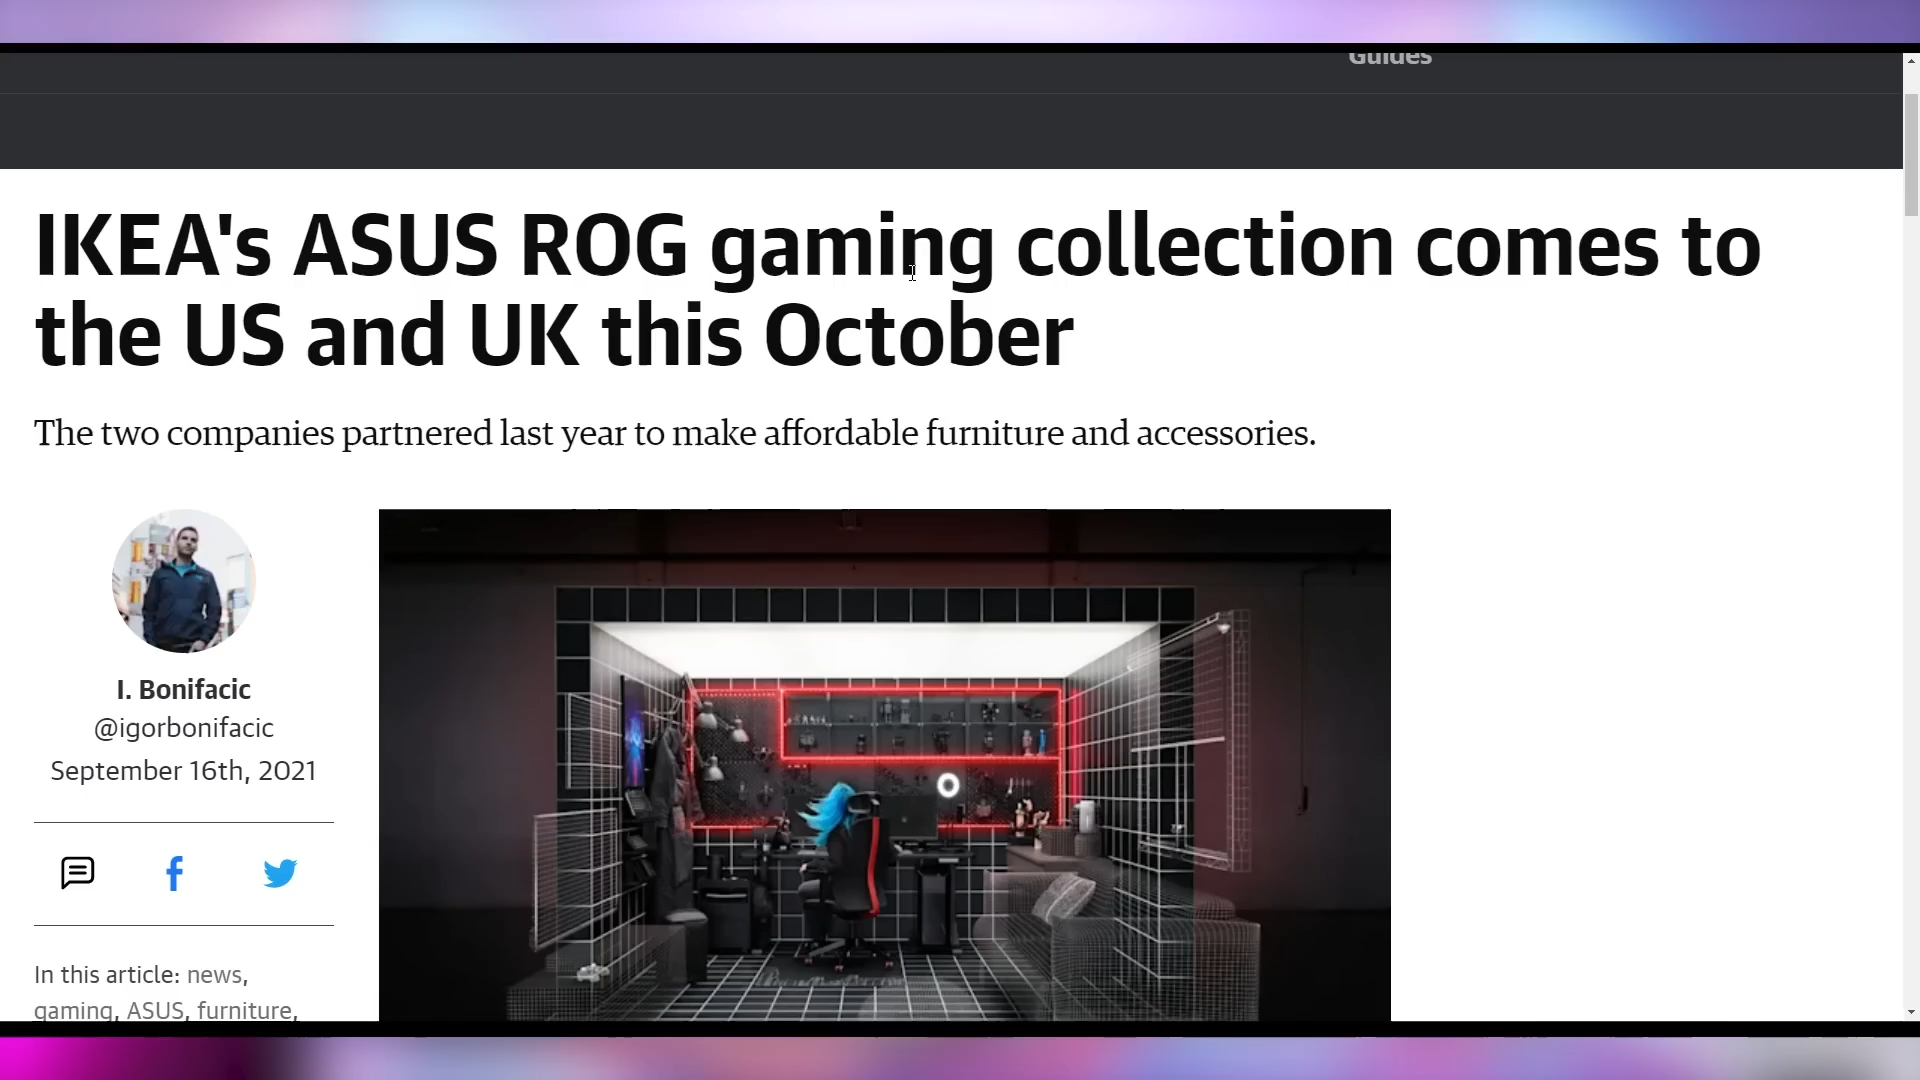 Guides
IKEA's ASUS ROG gaming collection comes to
the US and UK this October
The two companies partnered last year to make affordable furniture and accessories.
I. Bonifacic
@igorbonifacic
September 16th, 2021
In this article: news,
gaming, ASUS, furniture,